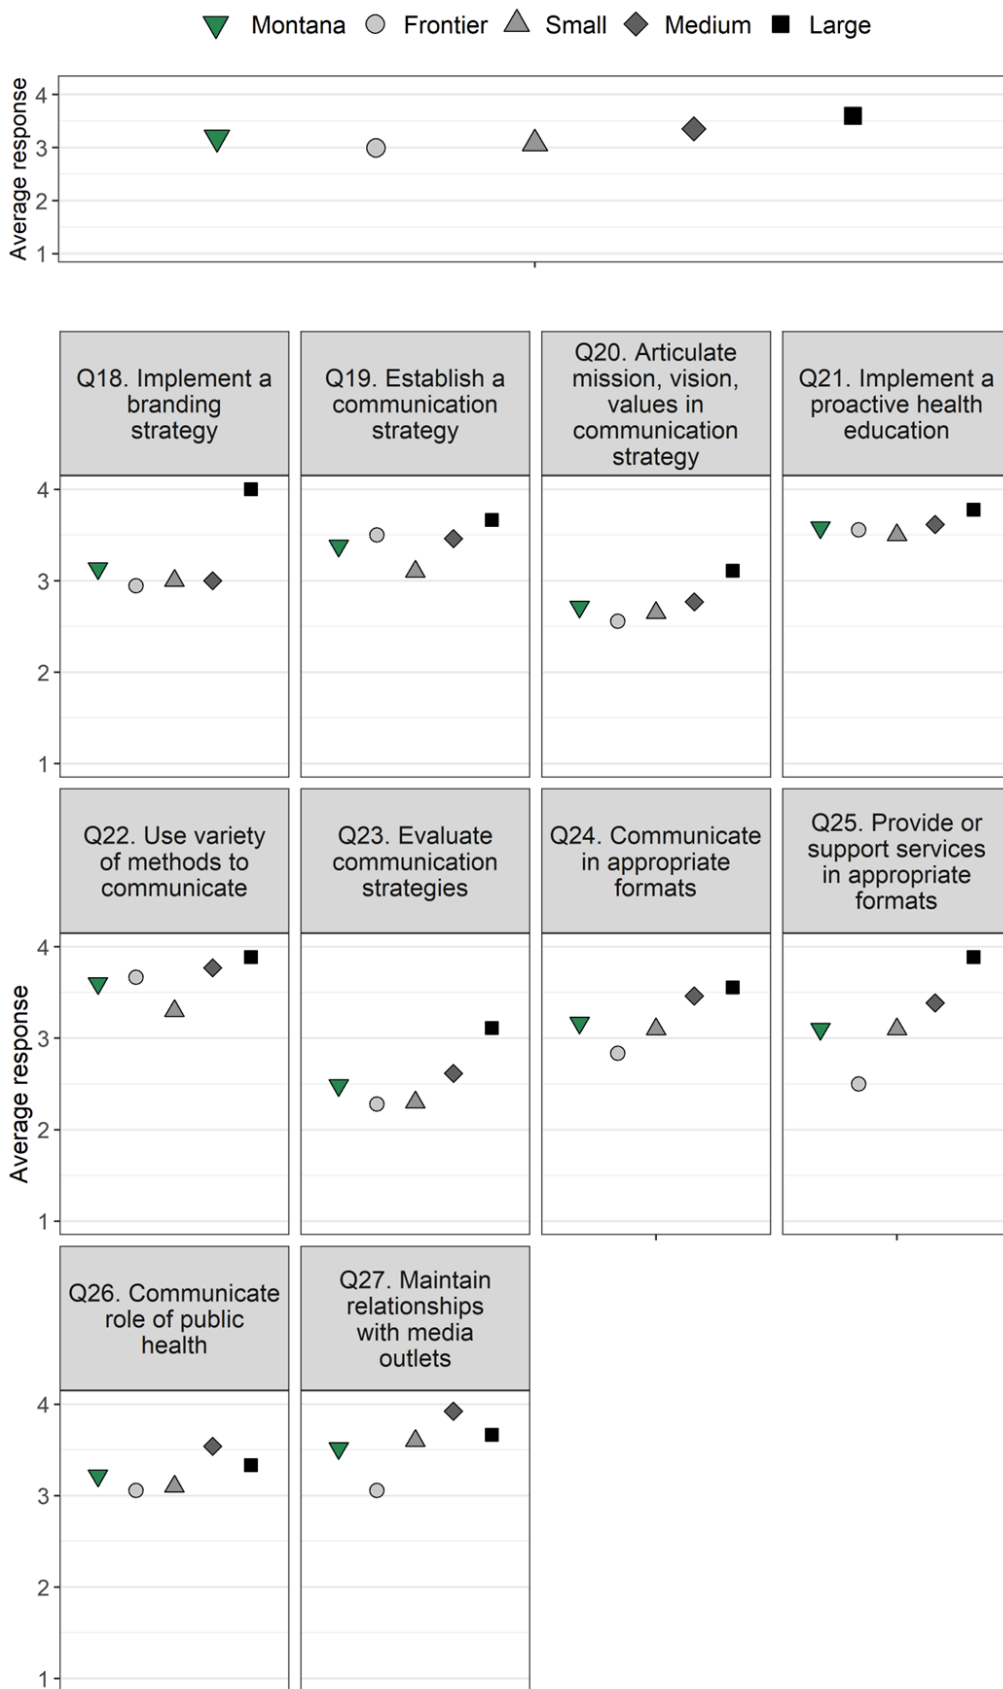 Montana Frontier Small Medium Large
Average response
4
3
2
1
Q18. Implement a
branding
strategy
Q19. Establish a
communication
strategy
Q20. Articulate
mission, vision,
values in
communication
strategy
Q21. Implement a
proactive health
education
4
3
2
1
Q22. Use variety
of methods to
communicate
Q23. Evaluate
communication
strategies
Q24. Communicate
in appropriate
formats
Q25. Provide or
support services
in appropriate
formats
Average response
4
3
2
1
Q26. Communicate
role of public
health
Q27. Maintain
relationships
with media
outlets
4
3
2
1